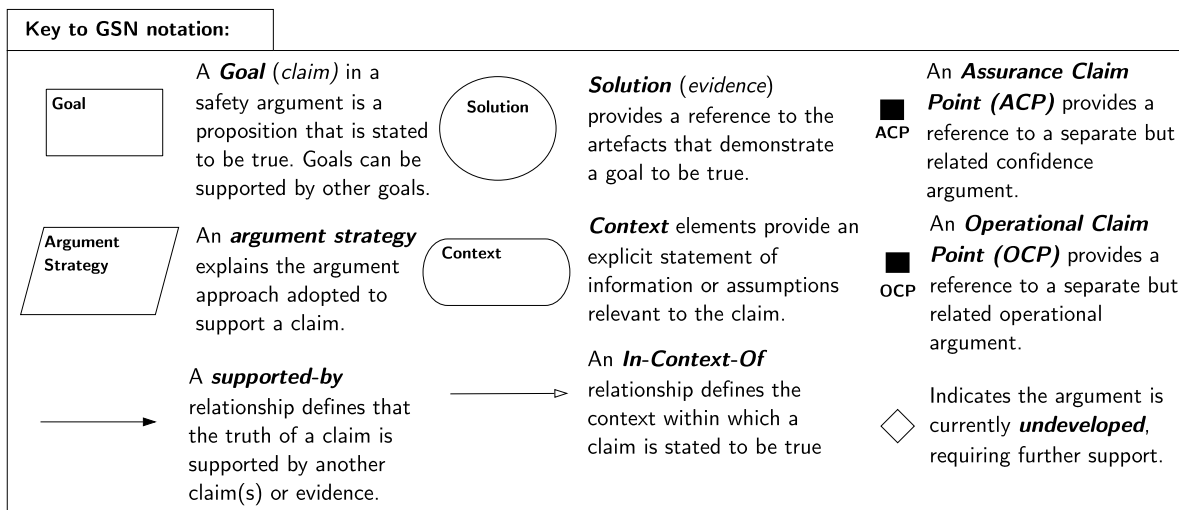 Key to GSN notation:
Goal
A Goal (claim) in a
safety argument is a
proposition that is stated
to be true. Goals can be
supported by other goals.
Solution
Solution (evidence)
provides a reference to the
artefacts that demonstrate
a goal to be true.
ACP
An Assurance Claim
Point (ACP) provides a
reference to a separate but
related confidence
argument.
Argument
Strategy
An argument strategy
explains the argument
approach adopted to
support a claim.
Context
Context elements provide an
explicit statement of
information or assumptions
relevant to the claim.
OCP
An Operational Claim
Point (OCP) provides a
reference to a separate but
related operational
argument.
A supported-by
relationship defines that
the truth of a claim is
supported by another
claim(s) or evidence.
An In-Context-Of
relationship defines the
context within which a
claim is stated to be true
Indicates the argument is
currently undeveloped,
requiring further support.